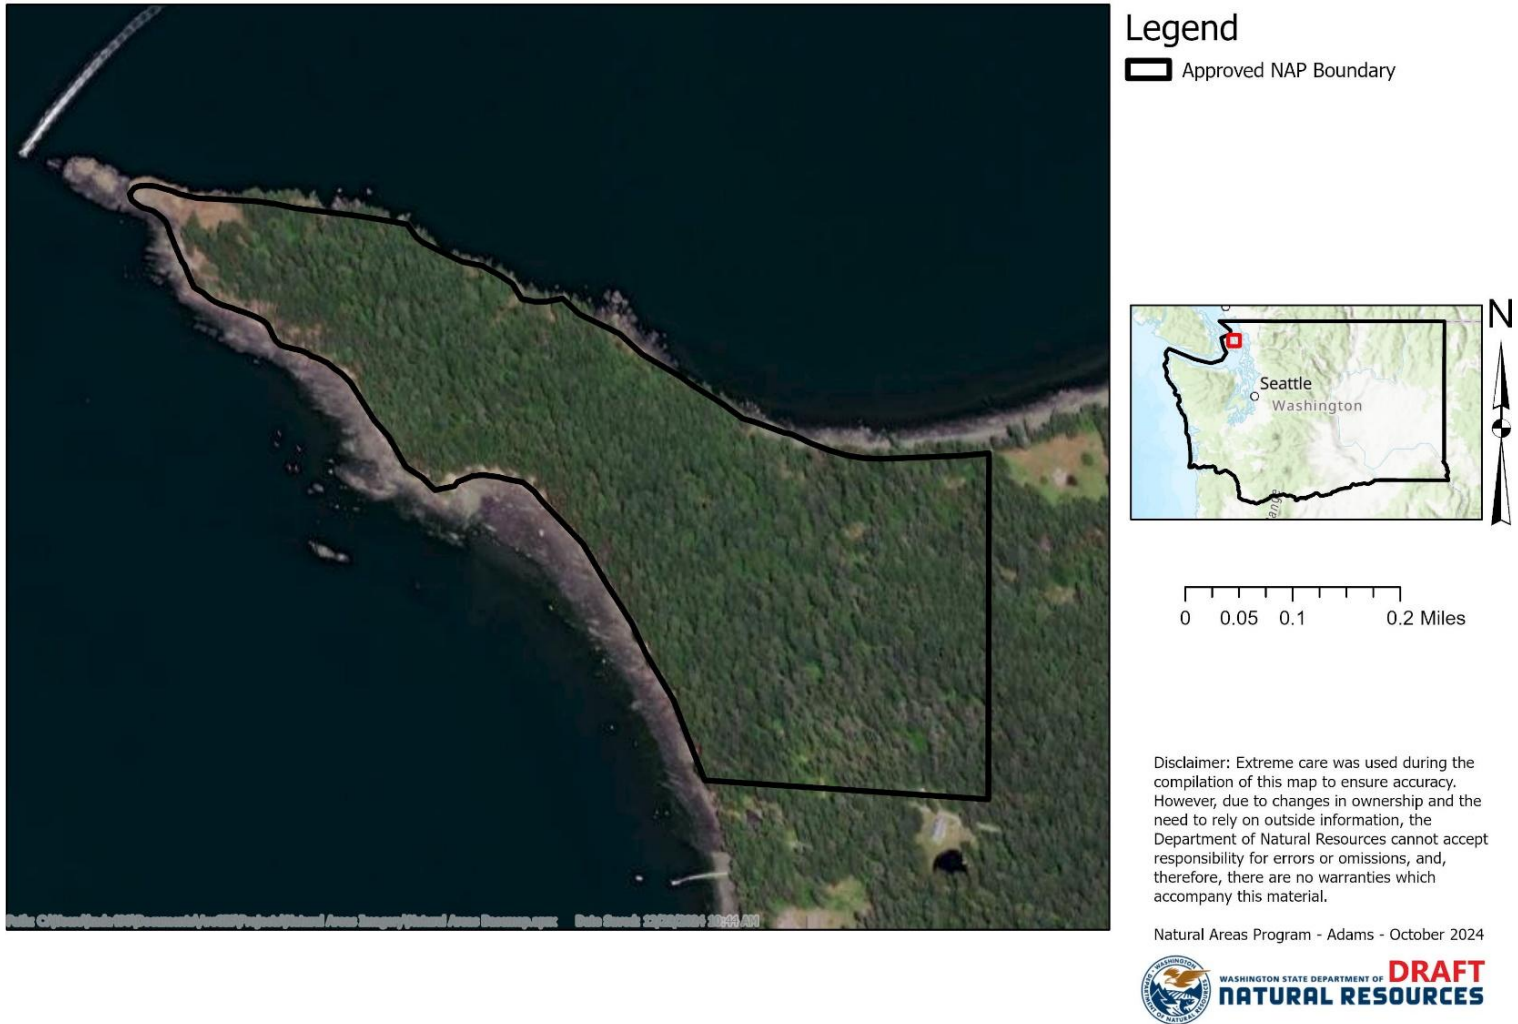 Legend
Approved NAP Boundary
N
Seattle
Washington
0 0.05 0.1 0.2 Miles
Disclaimer: Extreme care was used during the
compilation of this map to ensure accuracy.
However, due to changes in ownership and the
need to rely on outside information, the
Department of Natural Resources cannot accept
responsibility for errors or omissions, and,
therefore, there are no warranties which
accompany this material.
Natural Areas Program - Adams - October 2024
WASHINGTON STATE DEPARTMENT OF DRAFT
NATURAL RESOURCES